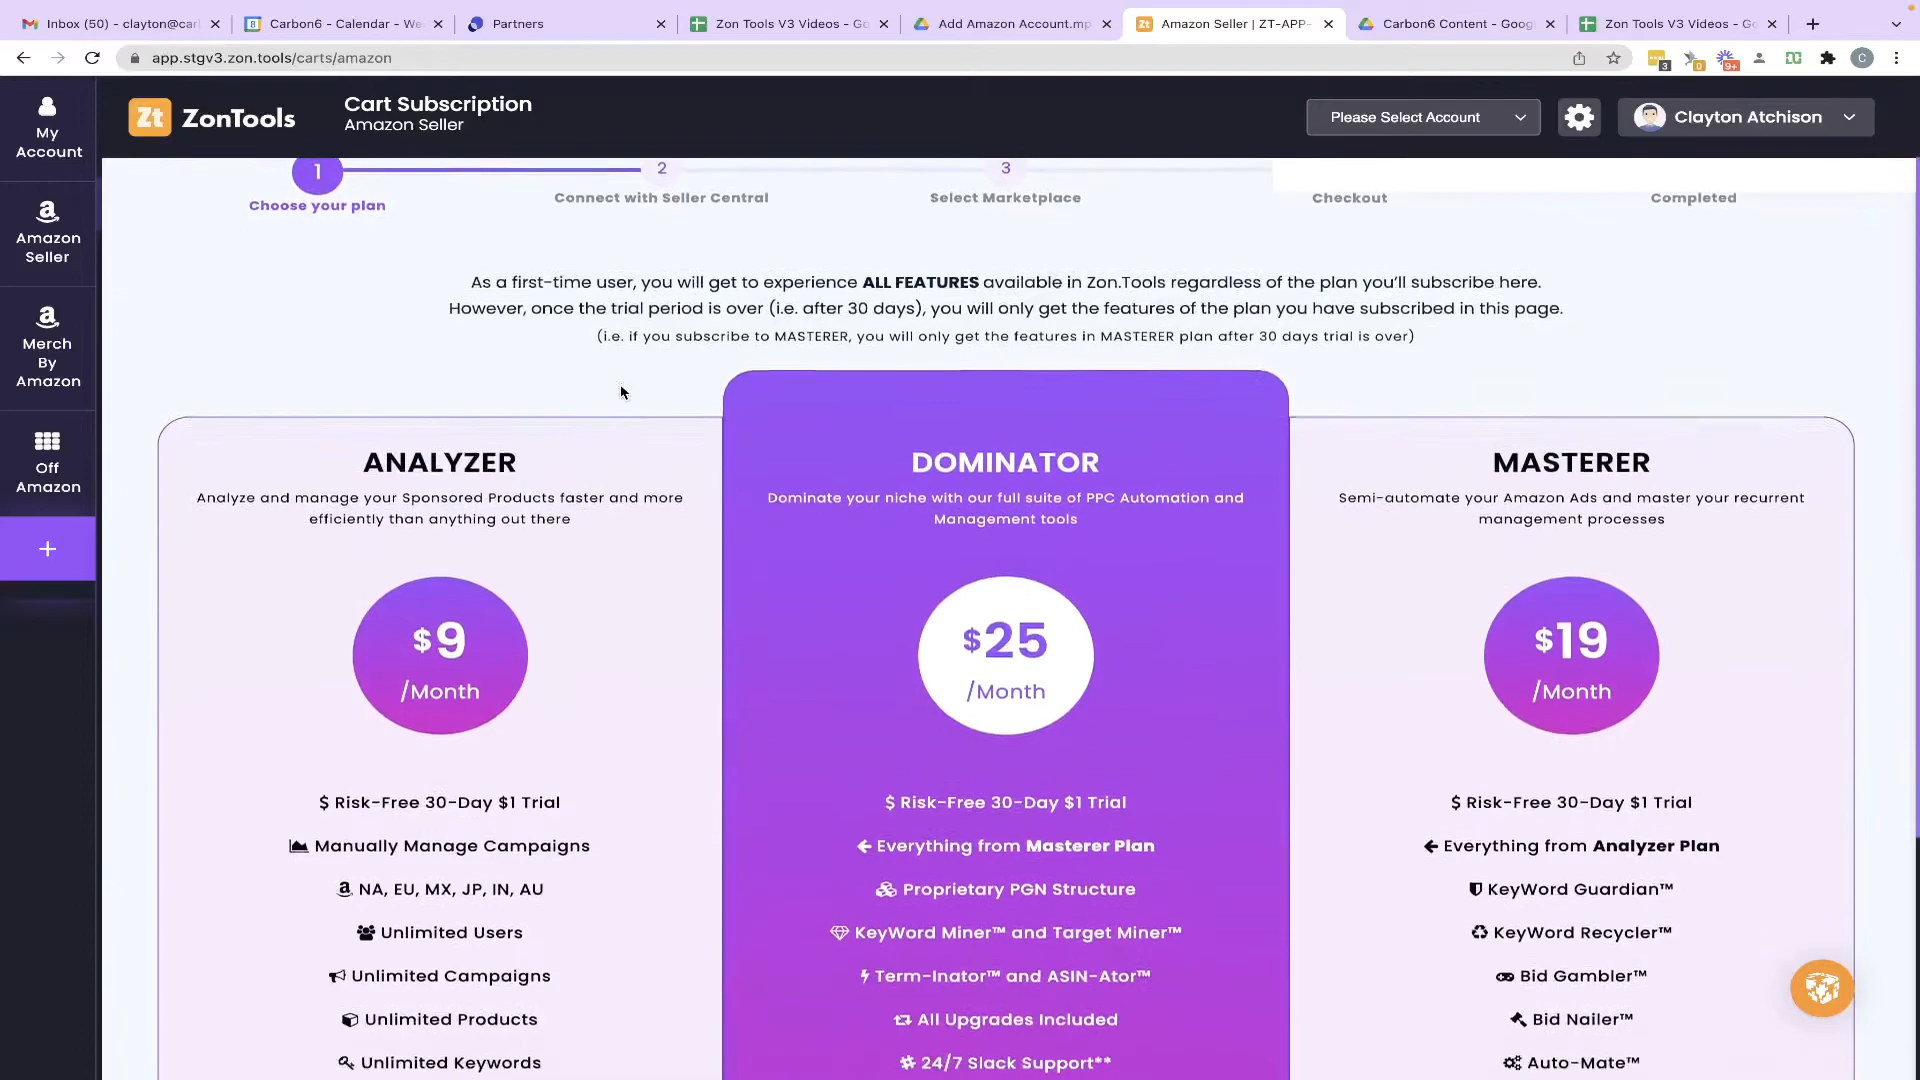 Inbox (50) - clayton@car
Carbon6 - Calendar - We
Partners
Zon Tools V3 Videos - Go
Add Amazon Account.mp
Amazon Seller | ZT-APP-
Carbon6 Content - Goog
Zon Tools V3 Videos - Go
app.stgv3.zon.tools/carts/amazon
3
0
9+
C
My
Account
Amazon
Seller
Merch
By
Amazon
Off
Amazon
Zt ZonTools
Cart Subscription
Amazon Seller
Please Select Account
Clayton Atchison
1
2
3
Choose your plan
Connect with Seller Central
Select Marketplace
Checkout
Completed
As a first-time user, you will get to experience ALL FEATURES available in Zon.Tools regardless of the plan you'll subscribe here.
However, once the trial period is over (i.e. after 30 days), you will only get the features of the plan you have subscribed in this page.
(i.e. if you subscribe to MASTERER, you will only get the features in MASTERER plan after 30 days trial is over)
ANALYZER
Analyze and manage your Sponsored Products faster and more
efficiently than anything out there
$9
/Month
$ Risk-Free 30-Day $1 Trial
Manually Manage Campaigns
NA, EU, MX, JP, IN, AU
Unlimited Users
Unlimited Campaigns
Unlimited Products
Unlimited Keywords
DOMINATOR
Dominate your niche with our full suite of PPC Automation and
Management tools
$25
/Month
$ Risk-Free 30-Day $1 Trial
Everything from Masterer Plan
Proprietary PGN Structure
KeyWord Miner™ and Target Miner™
Term-Inator™ and ASIN-Ator™
All Upgrades Included
24/7 Slack Support**
MASTERER
Semi-automate your Amazon Ads and master your recurrent
management processes
$19
/Month
$ Risk-Free 30-Day $1 Trial
Everything from Analyzer Plan
KeyWord Guardian™
KeyWord Recycler™
Bid Gambler™
Bid Nailer™
Auto-Mate™